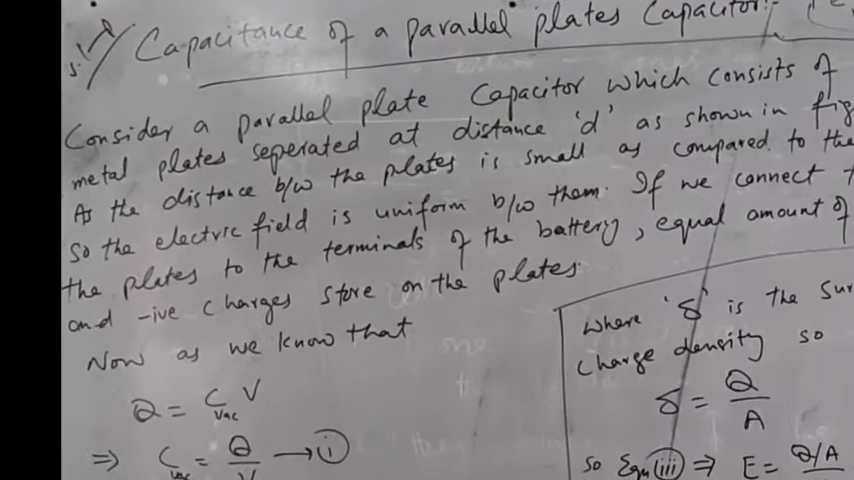 Capacitance of a parallel plates Capacitor:-
Consider a parallel plate Capacitor which consists of
metal plates seperated at distance 'd' as shown in fig
As the distance b/w the plates is small as compared to the
so the electric field is uniform b/w them. If we connect
the plates to the terminals of the battery, equal amount of
and -ive charges store on the plates.
Now as we know that
Q = C_vac V
⇒ C_vac = Q/V → (i)
where 'δ' is the Sur
charge density so
δ = Q/A
so Eqn (iii) ⇒ E = Q/A